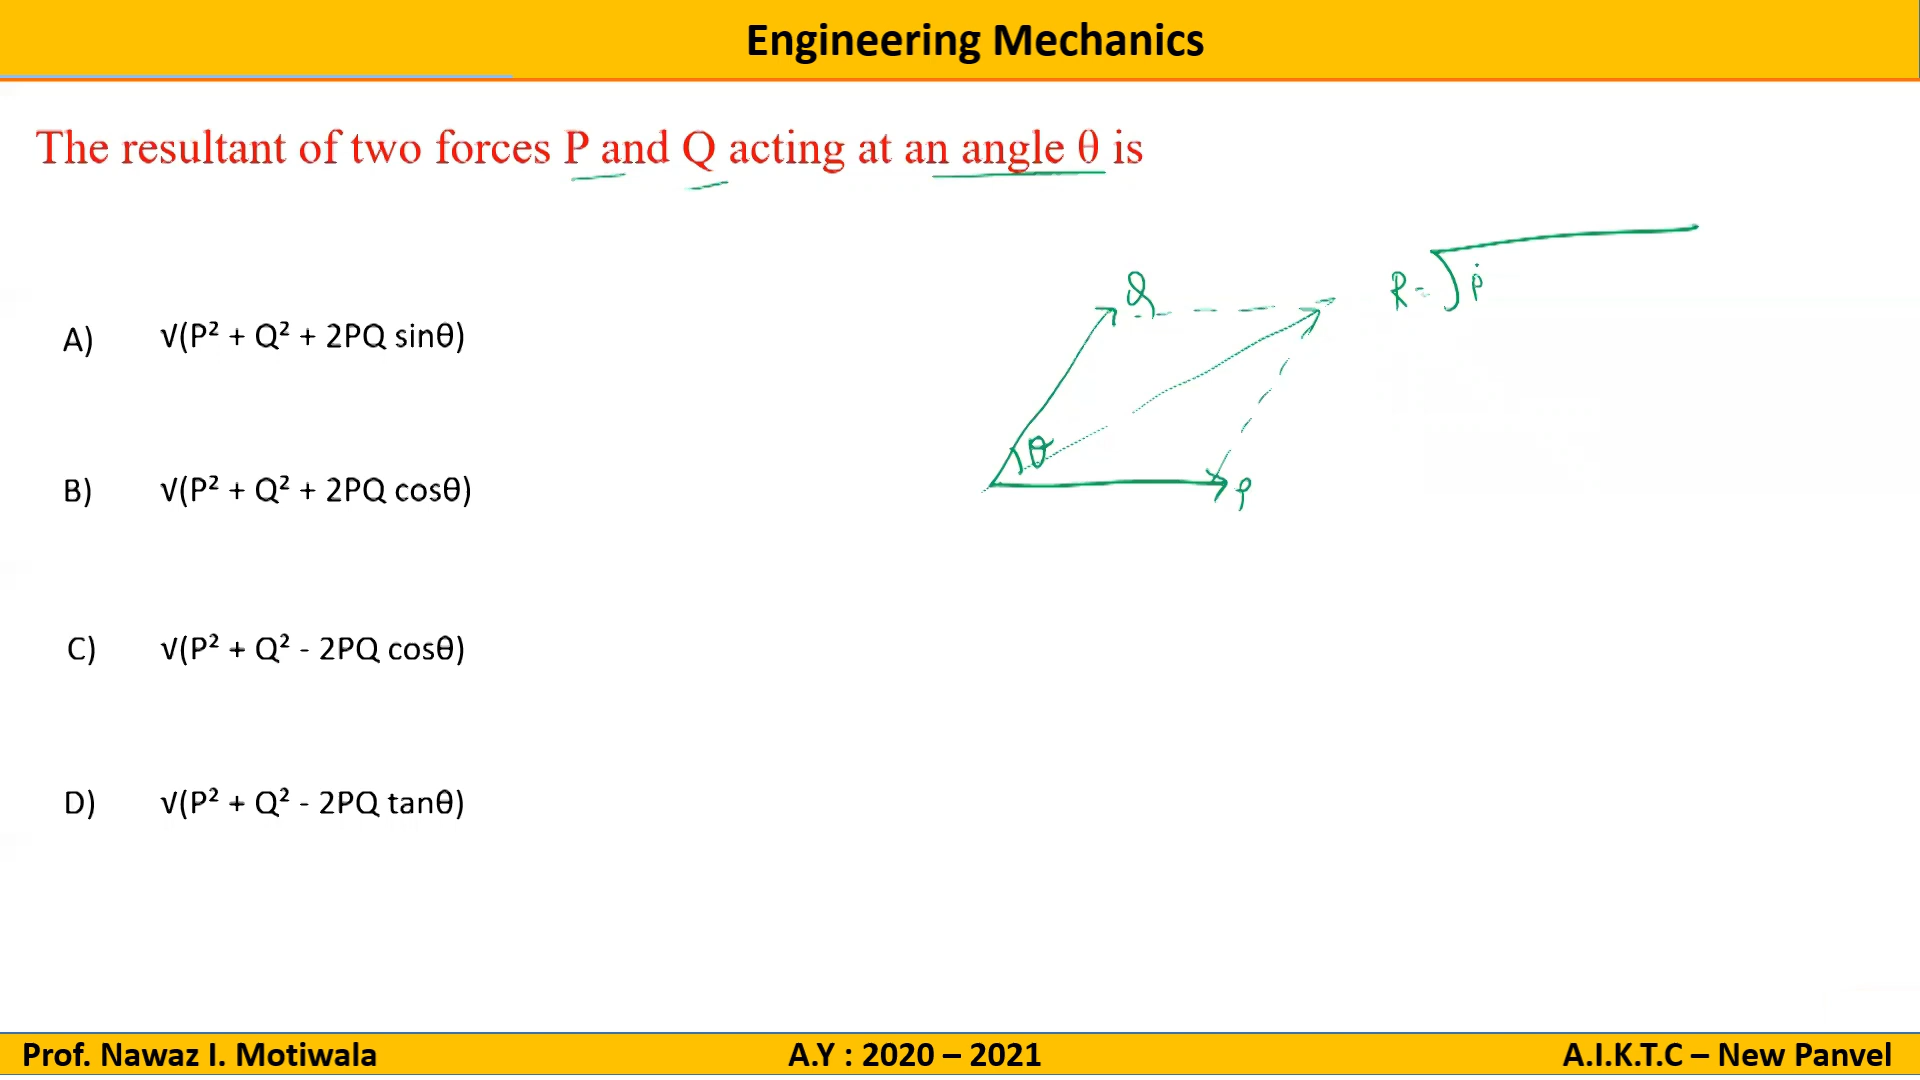 Engineering Mechanics
The resultant of two forces P and Q acting at an angle θ is
Q
R = √P
A) √(P² + Q² + 2PQ sinθ)
θ
B) √(P² + Q² + 2PQ cosθ)
P
C) √(P² + Q² - 2PQ cosθ)
D) √(P² + Q² - 2PQ tanθ)
Prof. Nawaz I. Motiwala
A.Y : 2020 – 2021
A.I.K.T.C – New Panvel